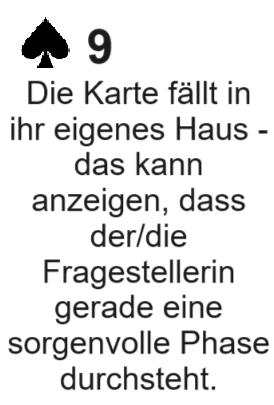 ♠ 9
Die Karte fällt in
ihr eigenes Haus -
das kann
anzeigen, dass
der/die
Fragestellerin
gerade eine
sorgenvolle Phase
durchsteht.